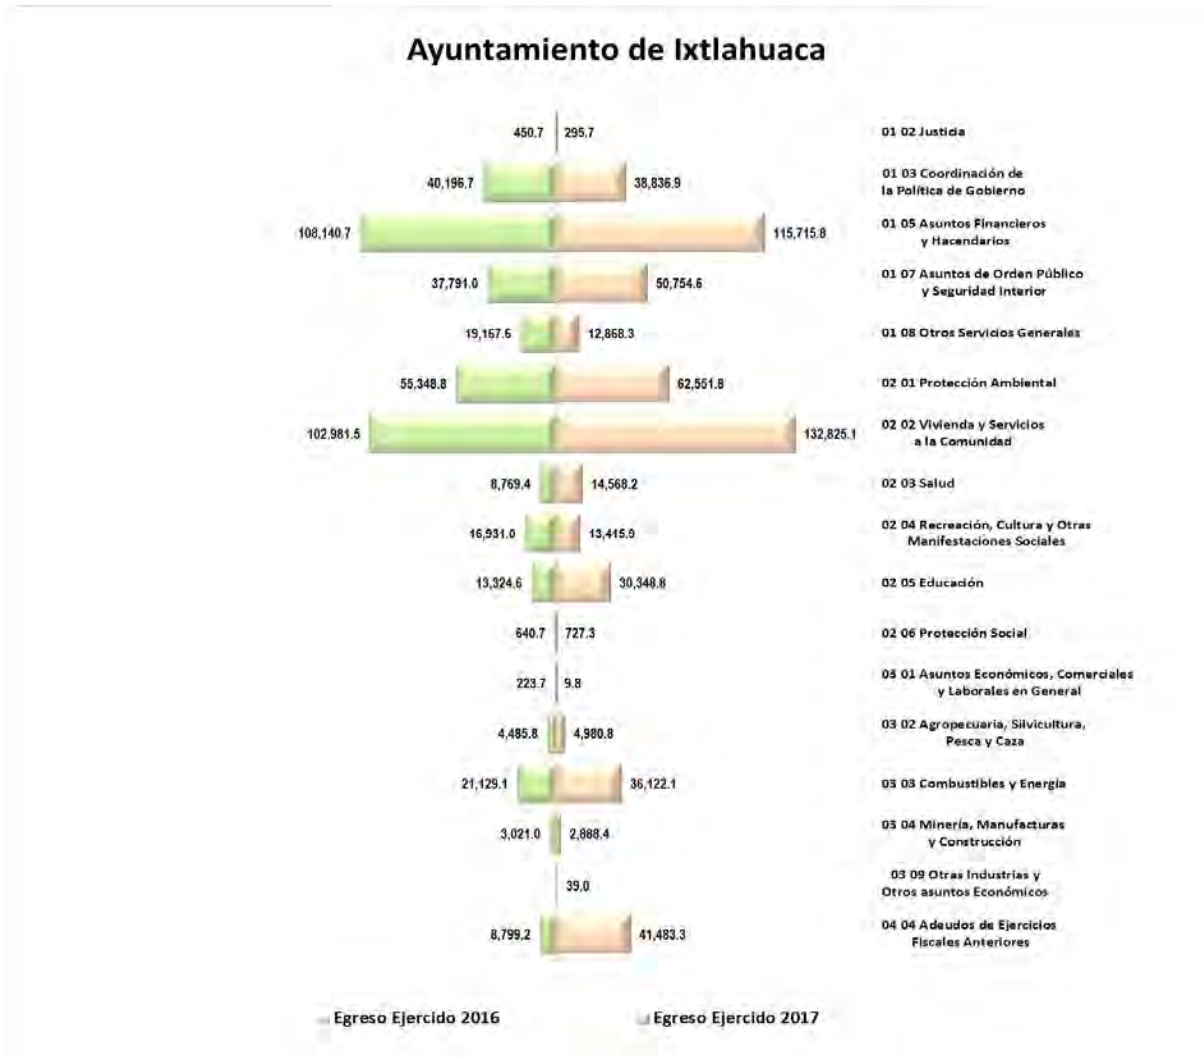 Ayuntamiento de Ixtlahuaca
450.7 295.7 01 02 Justicia
40,196.7 38,836.9 01 03 Coordinación de
la Política de Gobierno
108,140.7 115,715.8 01 05 Asuntos Financieros
y Hacendarios
37,791.0 50,754.6 01 07 Asuntos de Orden Público
y Seguridad Interior
19,167.6 12,868.3 01 08 Otros Servicios Generales
55,348.8 62,551.8 02 01 Protección Ambiental
102,981.5 132,825.1 02 02 Vivienda y Servicios
a la Comunidad
8,769.4 14,568.2 02 03 Salud
16,931.0 13,415.9 02 04 Recreación, Cultura y Otras
Manifestaciones Sociales
13,324.6 30,348.8 02 05 Educación
640.7 727.3 02 06 Protección Social
223.7 9.8 03 01 Asuntos Económicos, Comerciales
y Laborales en General
4,485.8 4,980.8 03 02 Agropecuaria, Silvicultura,
Pesca y Caza
21,129.1 36,122.1 03 03 Combustibles y Energía
3,021.0 2,888.4 03 04 Minería, Manufacturas
y Construcción
39.0 03 09 Otras Industrias y
Otros asuntos Económicos
8,799.2 41,483.3 04 04 Adeudos de Ejercicios
Fiscales Anteriores
Egreso Ejercido 2016 Egreso Ejercido 2017